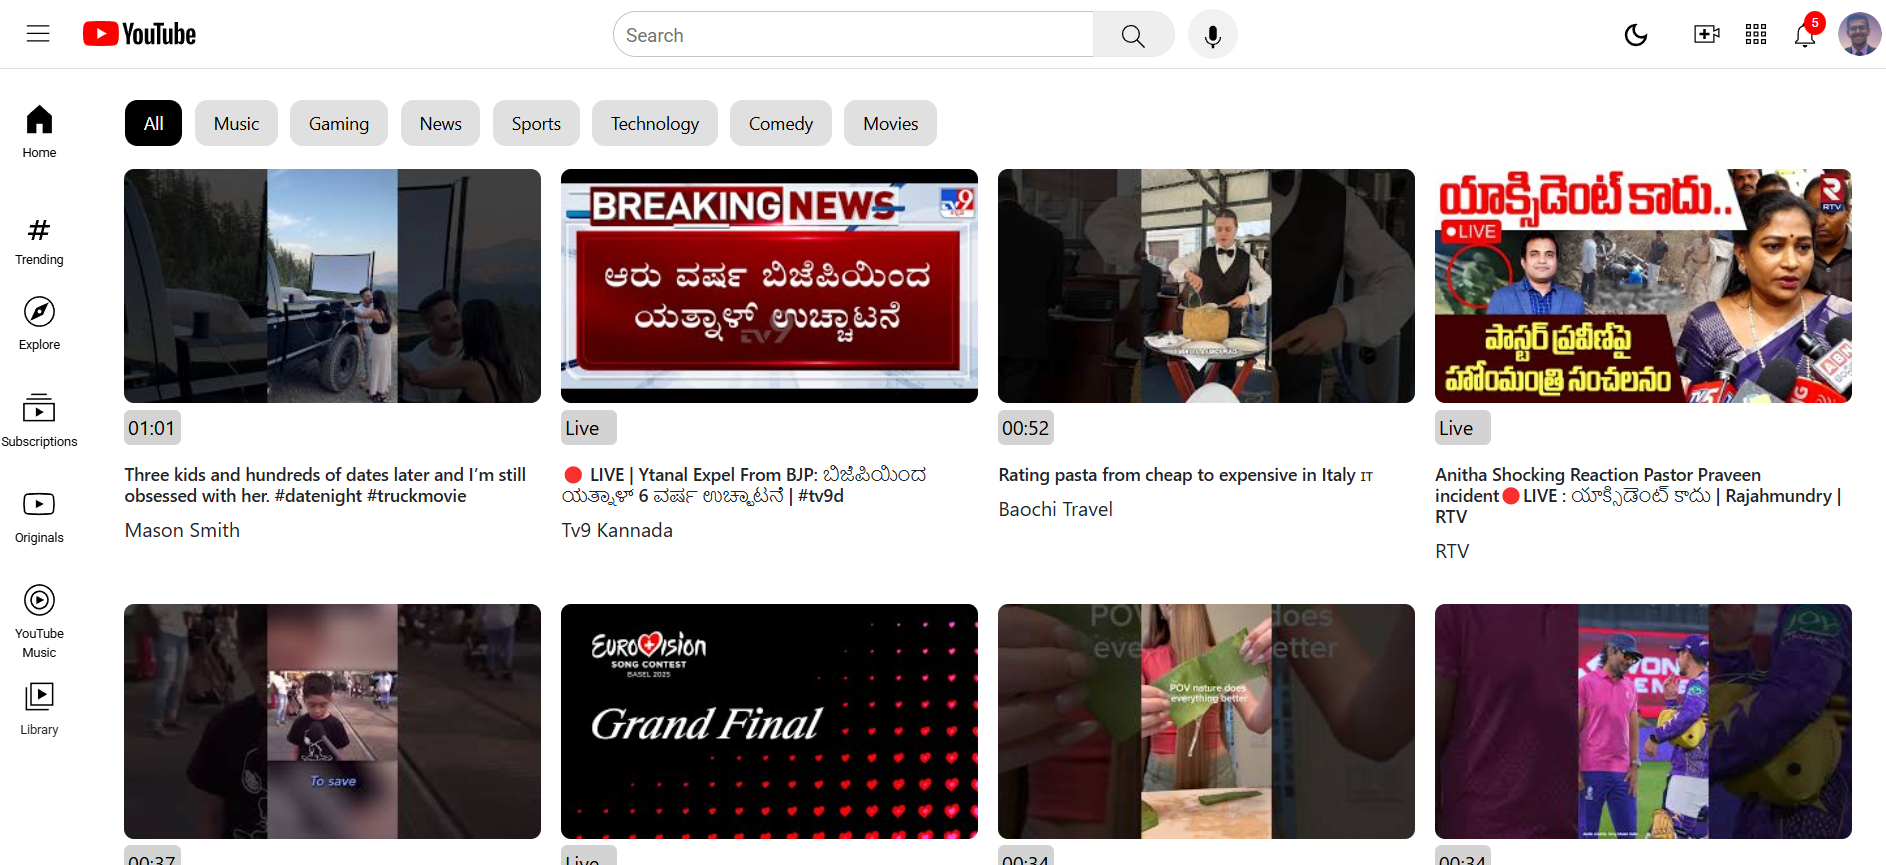 YouTube
Search
5
All
Music
Gaming
News
Sports
Technology
Comedy
Movies
Home
Trending
Explore
Subscriptions
Originals
YouTube
Music
Library
BREAKING NEWS
TV9
ಆರು ವರ್ಷ ಬಿಜೆಪಿಯಿಂದ
ಯತ್ನಾಳ್ ಉಚ್ಚಾಟನೆ
tv9
యాక్సిడెంట్ కాదు..
RTV
LIVE
పాస్టర్ ప్రవీణ్‌పై
హోంమంత్రి సంచలనం
TV5
ABN
01:01
Three kids and hundreds of dates later and I’m still
obsessed with her. #datenight #truckmovie
Mason Smith
Live
🔴 LIVE | Ytanal Expel From BJP: ಬಿಜೆಪಿಯಿಂದ
ಯತ್ನಾಳ್ 6 ವರ್ಷ ಉಚ್ಚಾಟನೆ | #tv9d
Tv9 Kannada
00:52
Rating pasta from cheap to expensive in Italy IT
Baochi Travel
Live
Anitha Shocking Reaction Pastor Praveen
incident🔴LIVE : యాక్సిడెంట్ కాదు | Rajahmundry |
RTV
RTV
To save
EUROVISION
SONG CONTEST
BASEL 2025
Grand Final
POV nature does
everything better
00:37
Live
00:34
00:34